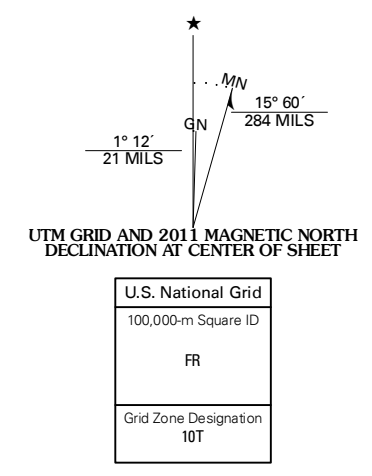 MN
15° 60´
284 MILS
GN
1° 12´
21 MILS
UTM GRID AND 2011 MAGNETIC NORTH
DECLINATION AT CENTER OF SHEET
U.S. National Grid
100,000-m Square ID
FR
Grid Zone Designation
10T